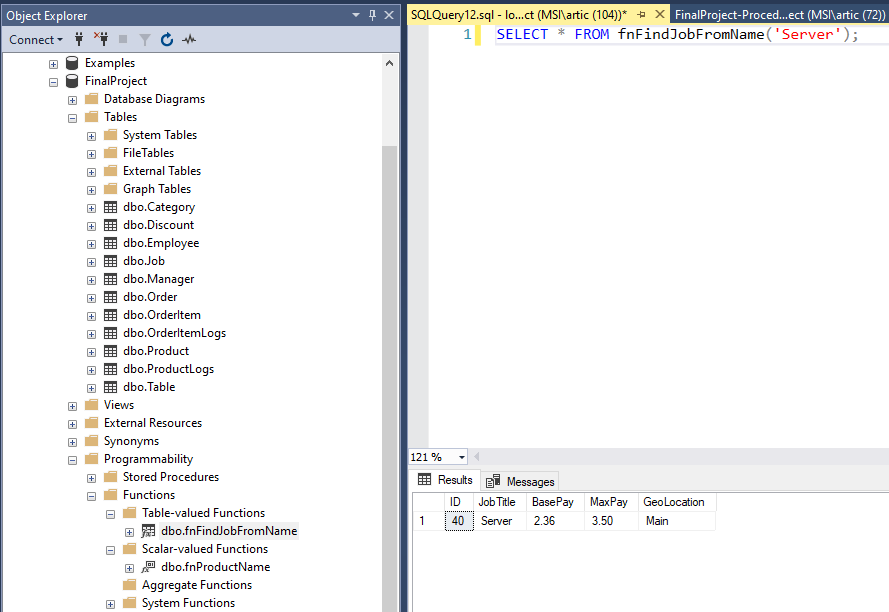 Object Explorer
Connect
Examples
FinalProject
Database Diagrams
Tables
System Tables
FileTables
External Tables
Graph Tables
dbo.Category
dbo.Discount
dbo.Employee
dbo.Job
dbo.Manager
dbo.Order
dbo.OrderItem
dbo.OrderItemLogs
dbo.Product
dbo.ProductLogs
dbo.Table
Views
External Resources
Synonyms
Programmability
Stored Procedures
Functions
Table-valued Functions
dbo.fnFindJobFromName
Scalar-valued Functions
dbo.fnProductName
Aggregate Functions
System Functions
SQLQuery12.sql - lo...ct (MSI\artic (104))* FinalProject-Proced...ect (MSI\artic (72))
1 SELECT * FROM fnFindJobFromName('Server');
121 %
Results Messages
ID JobTitle BasePay MaxPay GeoLocation
1 40 Server 2.36 3.50 Main